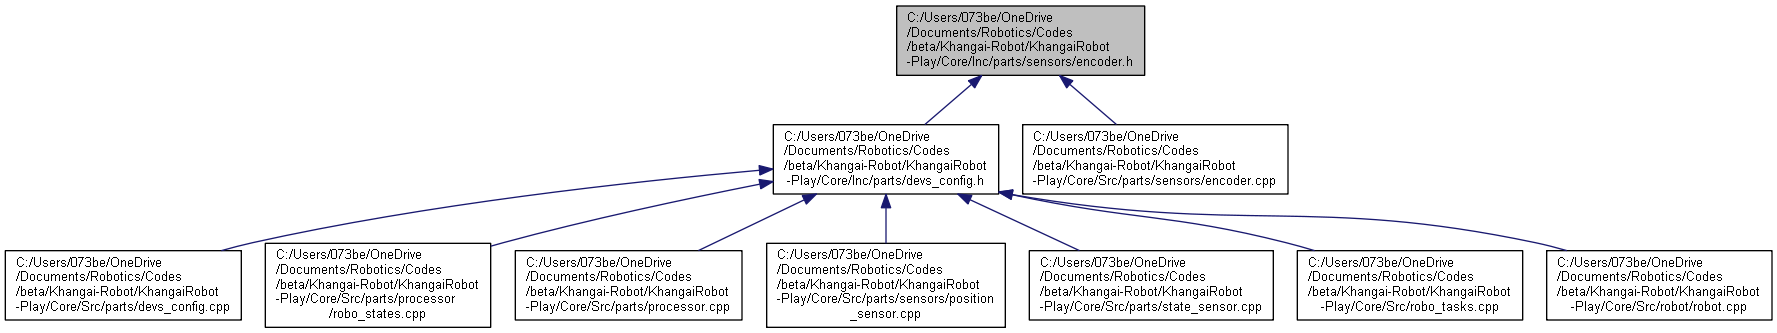 C:/Users/073be/OneDrive
/Documents/Robotics/Codes
/beta/Khangai-Robot/KhangaiRobot
-Play/Core/Inc/parts/sensors/encoder.h
C:/Users/073be/OneDrive
/Documents/Robotics/Codes
/beta/Khangai-Robot/KhangaiRobot
-Play/Core/Inc/parts/devs_config.h
C:/Users/073be/OneDrive
/Documents/Robotics/Codes
/beta/Khangai-Robot/KhangaiRobot
-Play/Core/Src/parts/sensors/encoder.cpp
C:/Users/073be/OneDrive
/Documents/Robotics/Codes
/beta/Khangai-Robot/KhangaiRobot
-Play/Core/Src/parts/devs_config.cpp
C:/Users/073be/OneDrive
/Documents/Robotics/Codes
/beta/Khangai-Robot/KhangaiRobot
-Play/Core/Src/parts/processor
/robo_states.cpp
C:/Users/073be/OneDrive
/Documents/Robotics/Codes
/beta/Khangai-Robot/KhangaiRobot
-Play/Core/Src/parts/processor.cpp
C:/Users/073be/OneDrive
/Documents/Robotics/Codes
/beta/Khangai-Robot/KhangaiRobot
-Play/Core/Src/parts/sensors/position
_sensor.cpp
C:/Users/073be/OneDrive
/Documents/Robotics/Codes
/beta/Khangai-Robot/KhangaiRobot
-Play/Core/Src/parts/state_sensor.cpp
C:/Users/073be/OneDrive
/Documents/Robotics/Codes
/beta/Khangai-Robot/KhangaiRobot
-Play/Core/Src/robo_tasks.cpp
C:/Users/073be/OneDrive
/Documents/Robotics/Codes
/beta/Khangai-Robot/KhangaiRobot
-Play/Core/Src/robot/robot.cpp